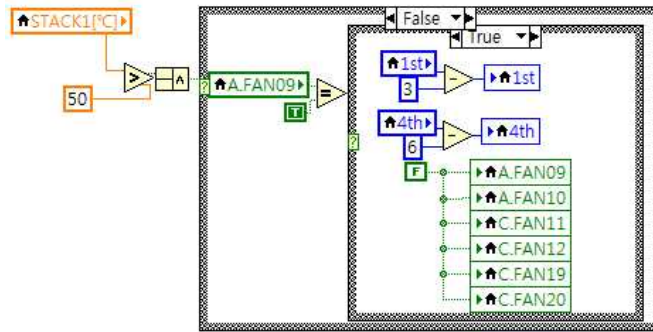 STACK1[℃]
False
True
>
50
∧
?
A.FAN09
T
=
?
1st
3
-
1st
4th
6
-
4th
F
A.FAN09
A.FAN10
C.FAN11
C.FAN12
C.FAN19
C.FAN20